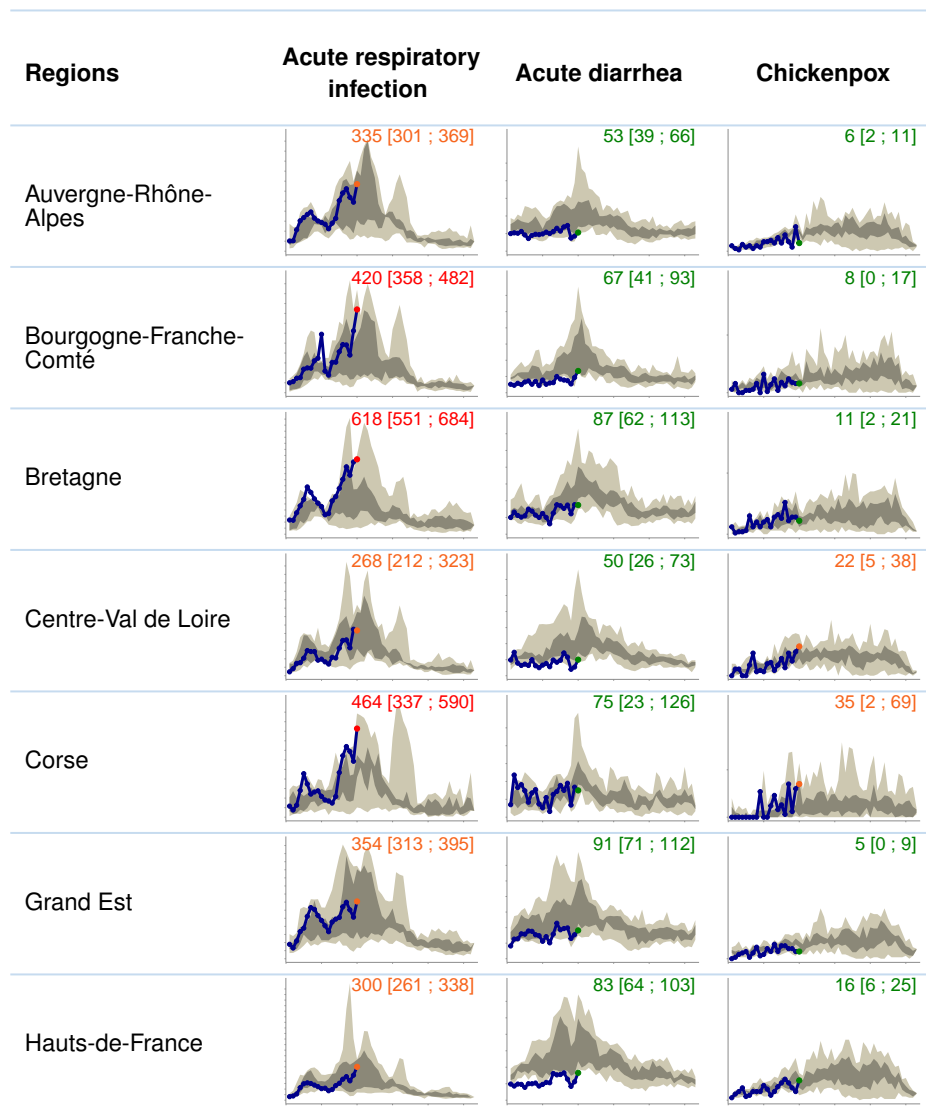 Regions
Acute respiratory
infection
Acute diarrhea
Chickenpox
335 [301 ; 369]
53 [39 ; 66]
6 [2 ; 11]
Auvergne-Rhône-
Alpes
420 [358 ; 482]
67 [41 ; 93]
8 [0 ; 17]
Bourgogne-Franche-
Comté
618 [551 ; 684]
87 [62 ; 113]
11 [2 ; 21]
Bretagne
268 [212 ; 323]
50 [26 ; 73]
22 [5 ; 38]
Centre-Val de Loire
464 [337 ; 590]
75 [23 ; 126]
35 [2 ; 69]
Corse
354 [313 ; 395]
91 [71 ; 112]
5 [0 ; 9]
Grand Est
300 [261 ; 338]
83 [64 ; 103]
16 [6 ; 25]
Hauts-de-France